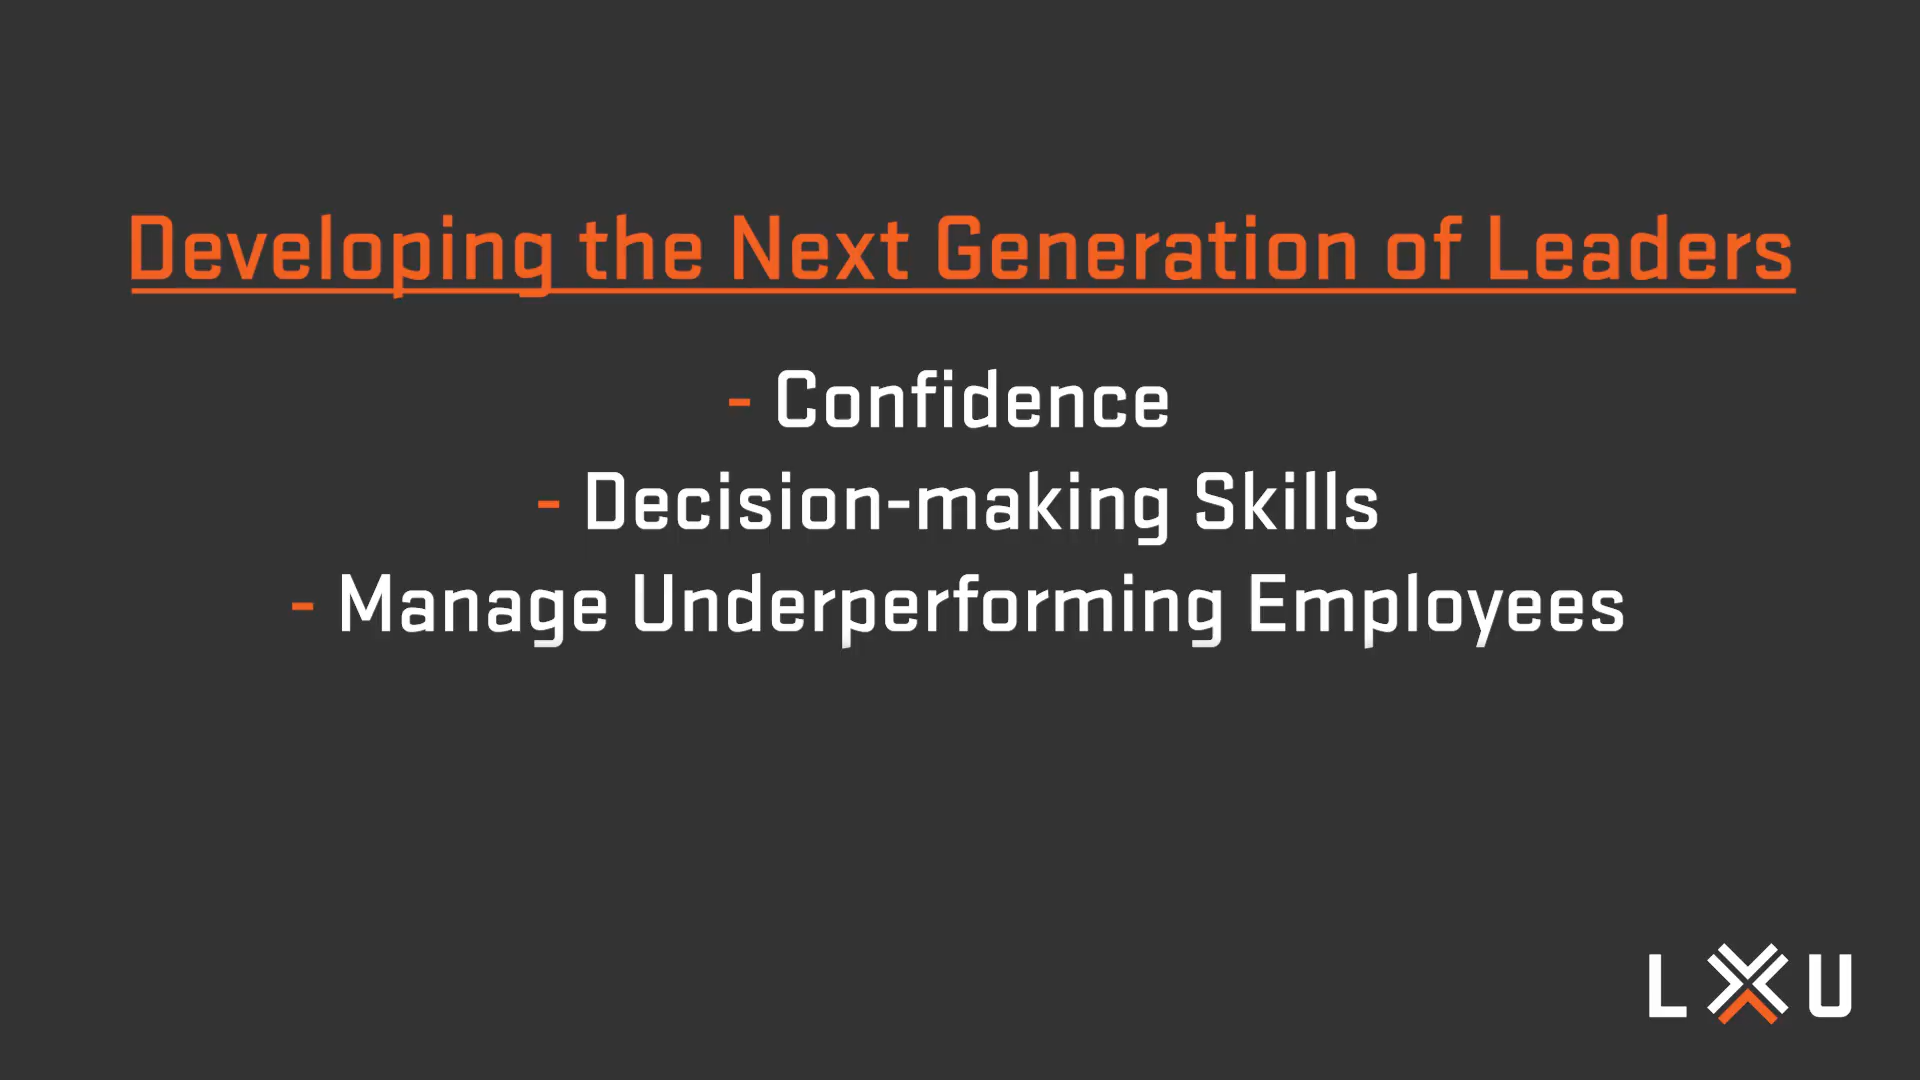 Developing the Next Generation of Leaders
- Confidence
- Decision-making Skills
- Manage Underperforming Employees
LXU